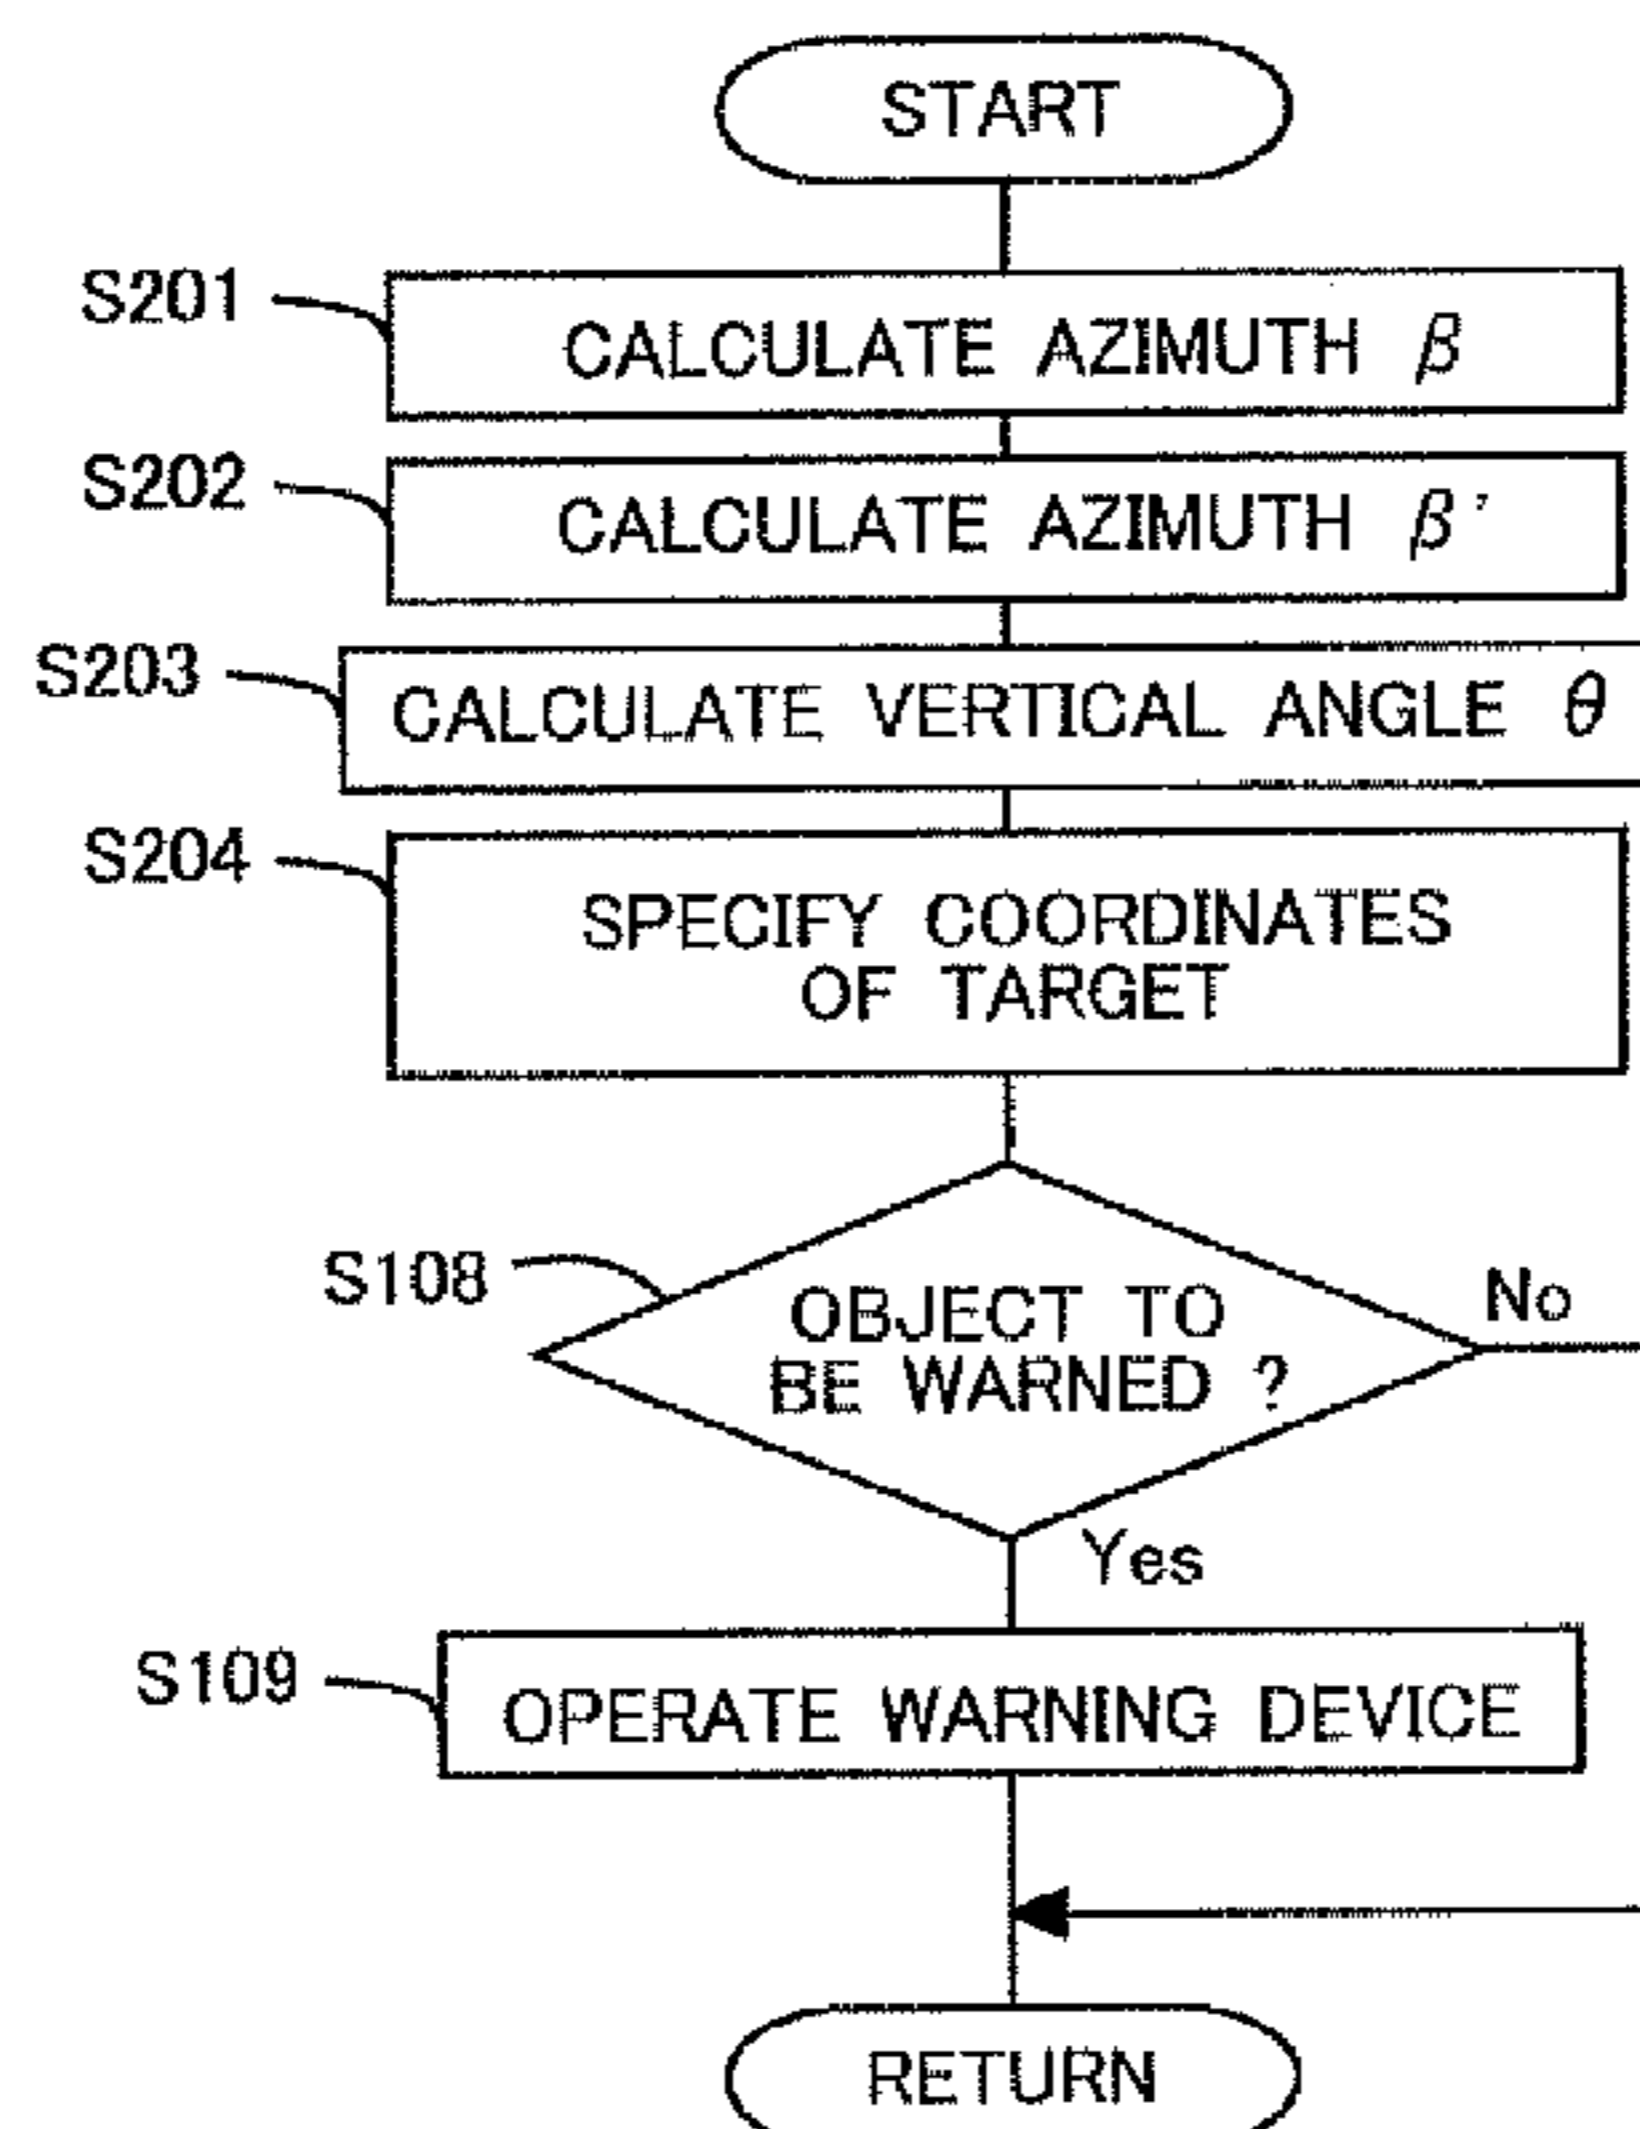 START
S201
CALCULATE AZIMUTH β
S202
CALCULATE AZIMUTH β'
S203
CALCULATE VERTICAL ANGLE θ
S204
SPECIFY COORDINATES
OF TARGET
S108
OBJECT TO
BE WARNED ?
No
Yes
S109
OPERATE WARNING DEVICE
RETURN